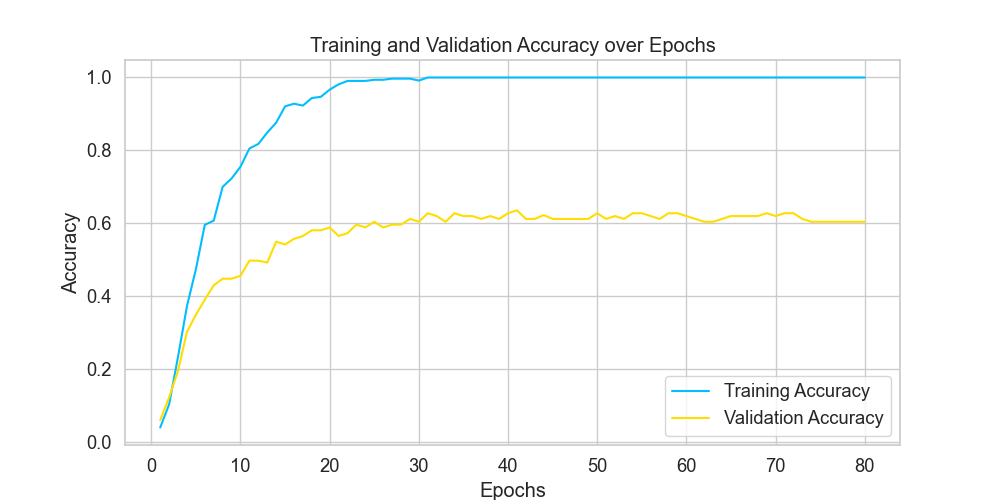 Training and Validation Accuracy over Epochs
Accuracy
1.0
0.8
0.6
0.4
0.2
0.0
0 10 20 30 40 50 60 70 80
Epochs
Training Accuracy
Validation Accuracy